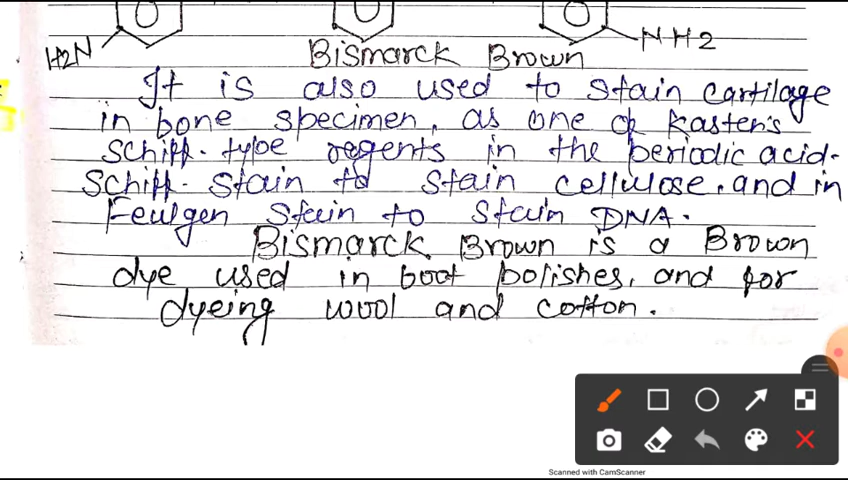 H2N NH2
Bismarck Brown
It is also used to stain cartilage
in bone specimen, as one of Kasten's
Schiff-type regents in the periodic acid-
Schiff-stain to stain cellulose, and in
Feulgen stain to stain DNA.
Bismarck Brown is a Brown
dye used in boot polishes, and for
dyeing wool and cotton.
Scanned with CamScanner